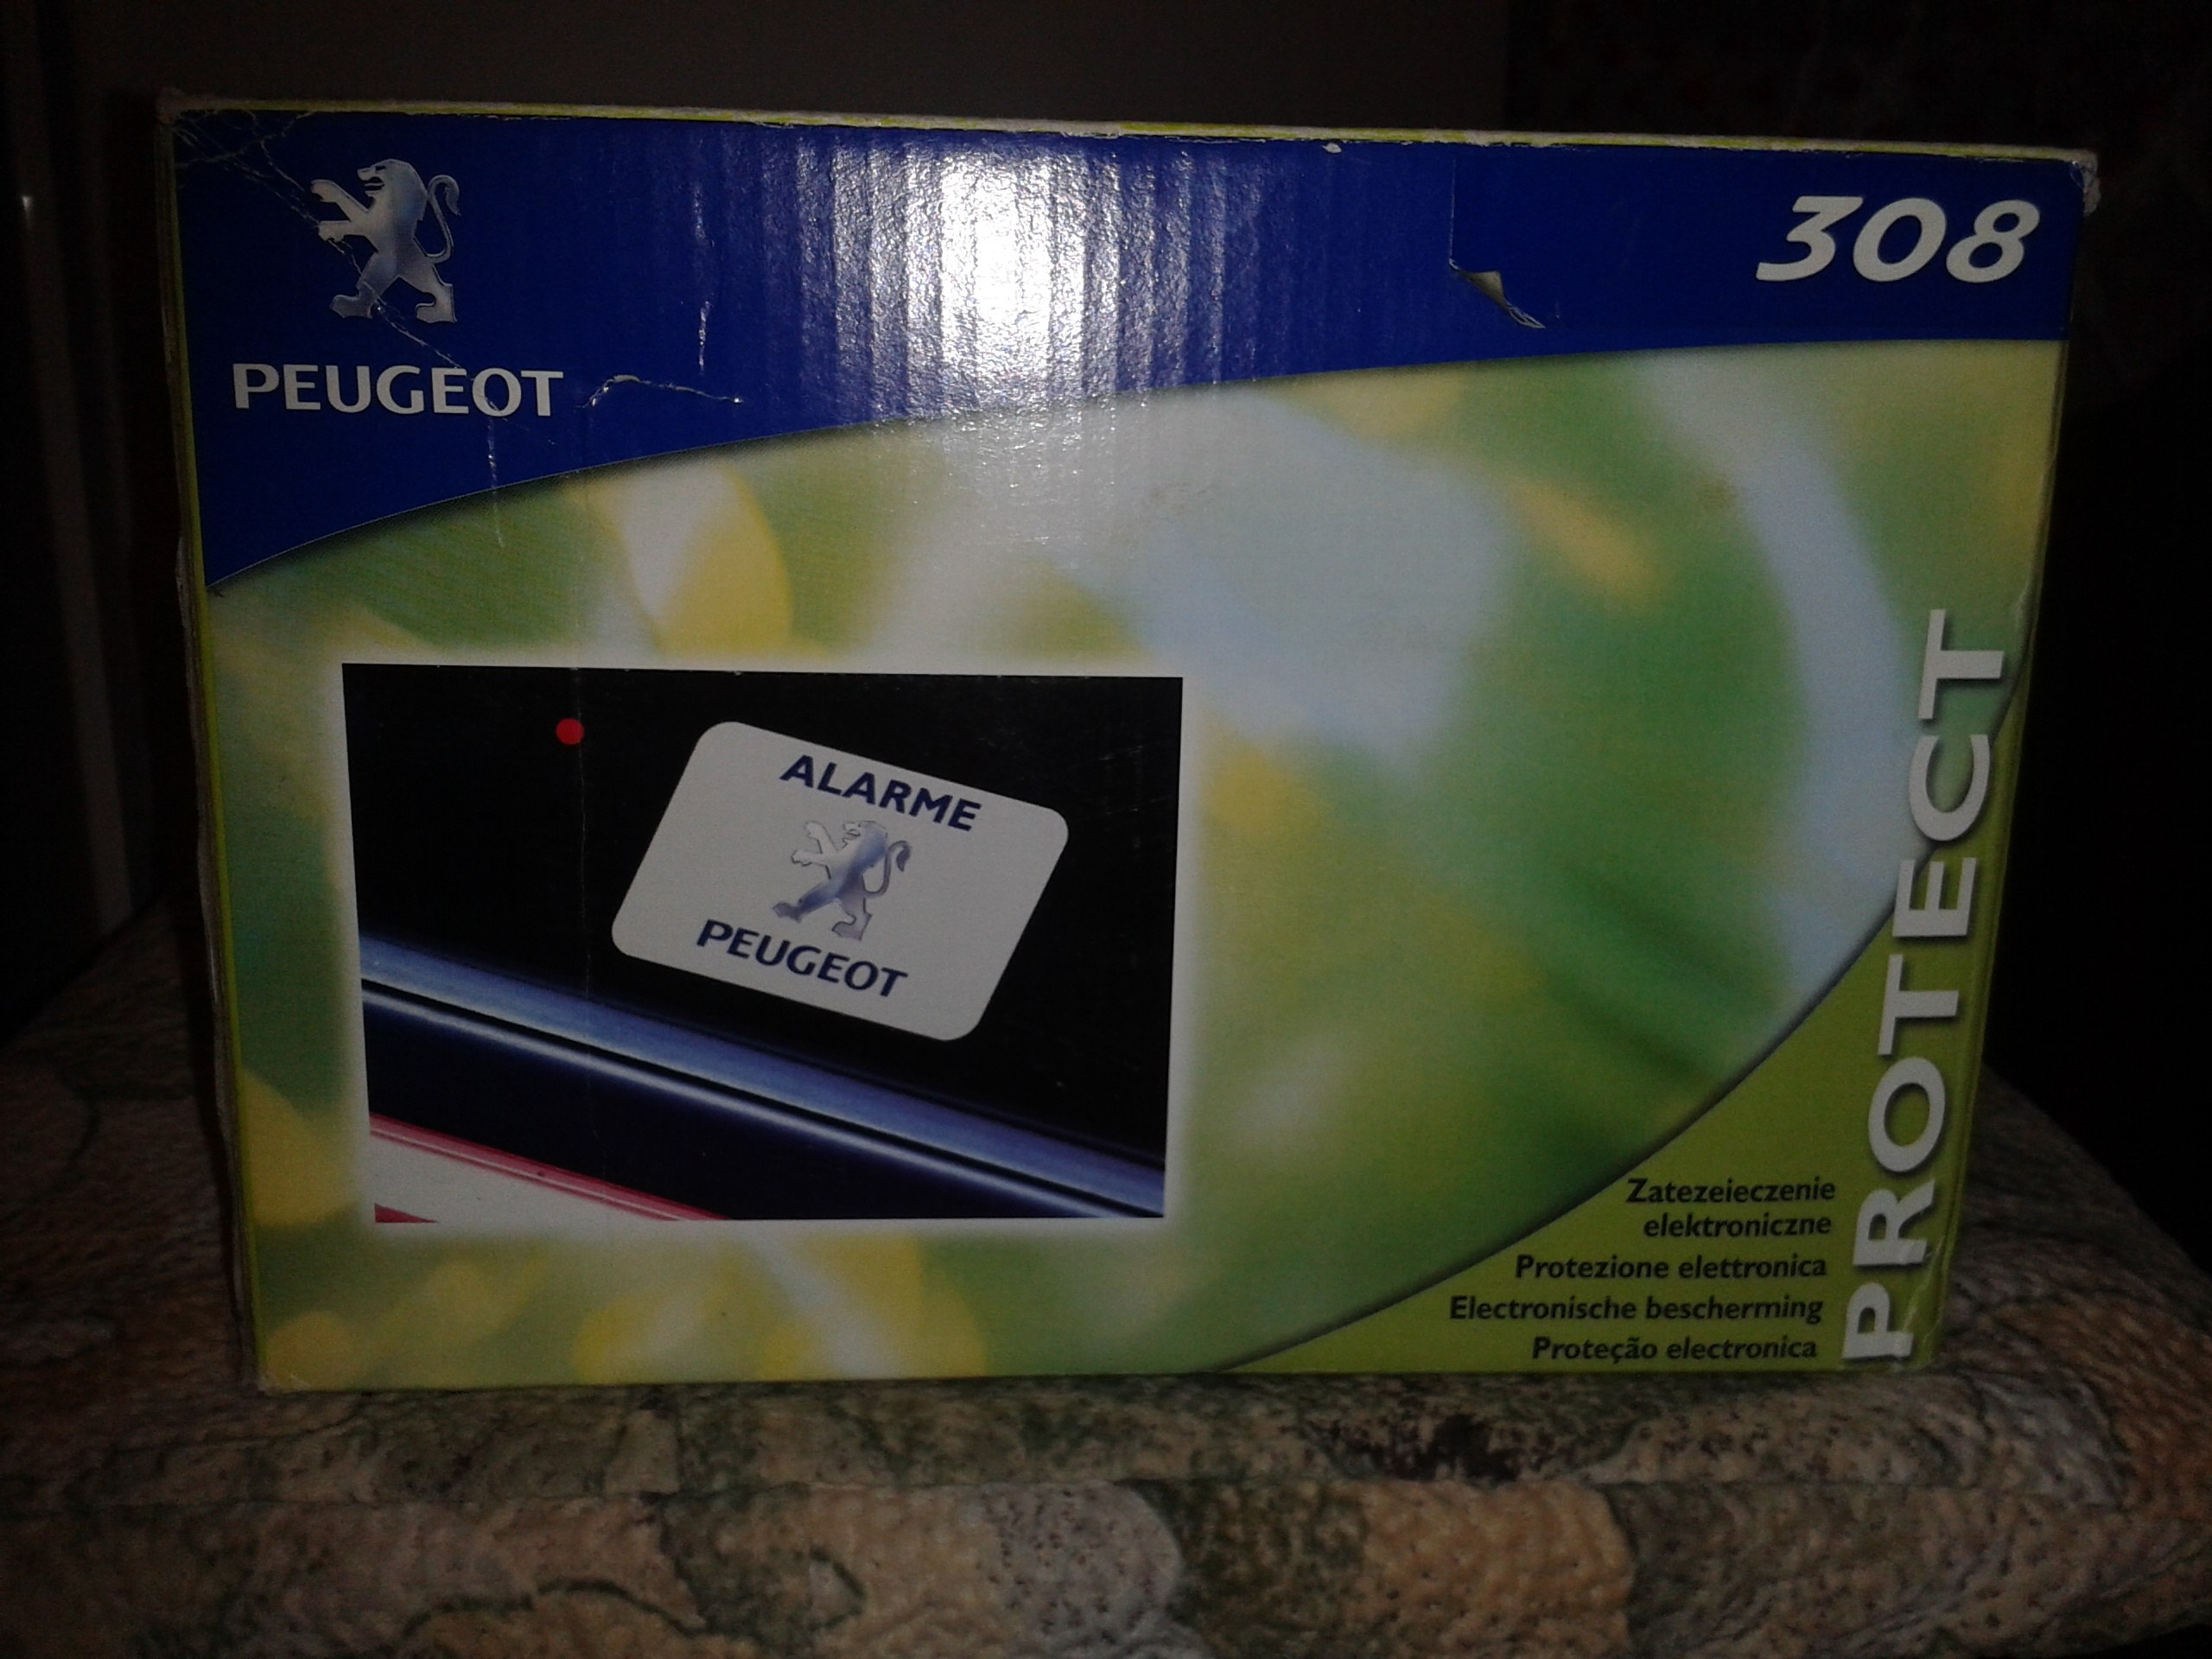 308
PEUGEOT
ALARME
PEUGEOT
PROTECT
Zatezeieczenie
elektroniczne
Protezione elettronica
Electronische bescherming
Proteção electronica